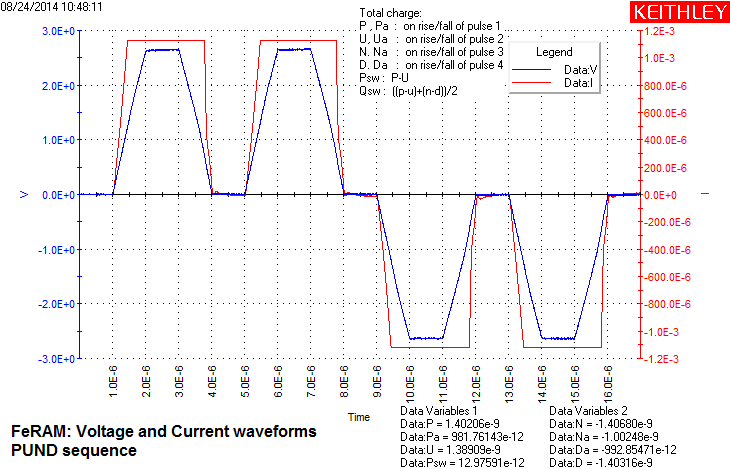 08/24/2014 10:48:11
KEITHLEY
Total charge:
P , Pa : on rise/fall of pulse 1
U, Ua : on rise/fall of pulse 2
N. Na : on rise/fall of pulse 3
D. Da : on rise/fall of pulse 4
Psw : P-U
Qsw : ((p-u)+(n-d))/2
Legend
Data:V
Data:I
3.0E+0
2.0E+0
1.0E+0
0.0E+0
-1.0E+0
-2.0E+0
-3.0E+0
V
1.2E-3
1.0E-3
800.0E-6
600.0E-6
400.0E-6
200.0E-6
0.0E+0
-200.0E-6
-400.0E-6
-600.0E-6
-800.0E-6
-1.0E-3
-1.2E-3
I
1.0E-6
2.0E-6
3.0E-6
4.0E-6
5.0E-6
6.0E-6
7.0E-6
8.0E-6
9.0E-6
10.0E-6
11.0E-6
12.0E-6
13.0E-6
14.0E-6
15.0E-6
16.0E-6
Time
FeRAM: Voltage and Current waveforms
PUND sequence
Data Variables 1
Data:P = 1.40206e-9
Data:Pa = 981.76143e-12
Data:U = 1.38909e-9
Data:Psw = 12.97591e-12
Data Variables 2
Data:N = -1.40680e-9
Data:Na = -1.00248e-9
Data:Da = -992.85471e-12
Data:D = -1.40316e-9